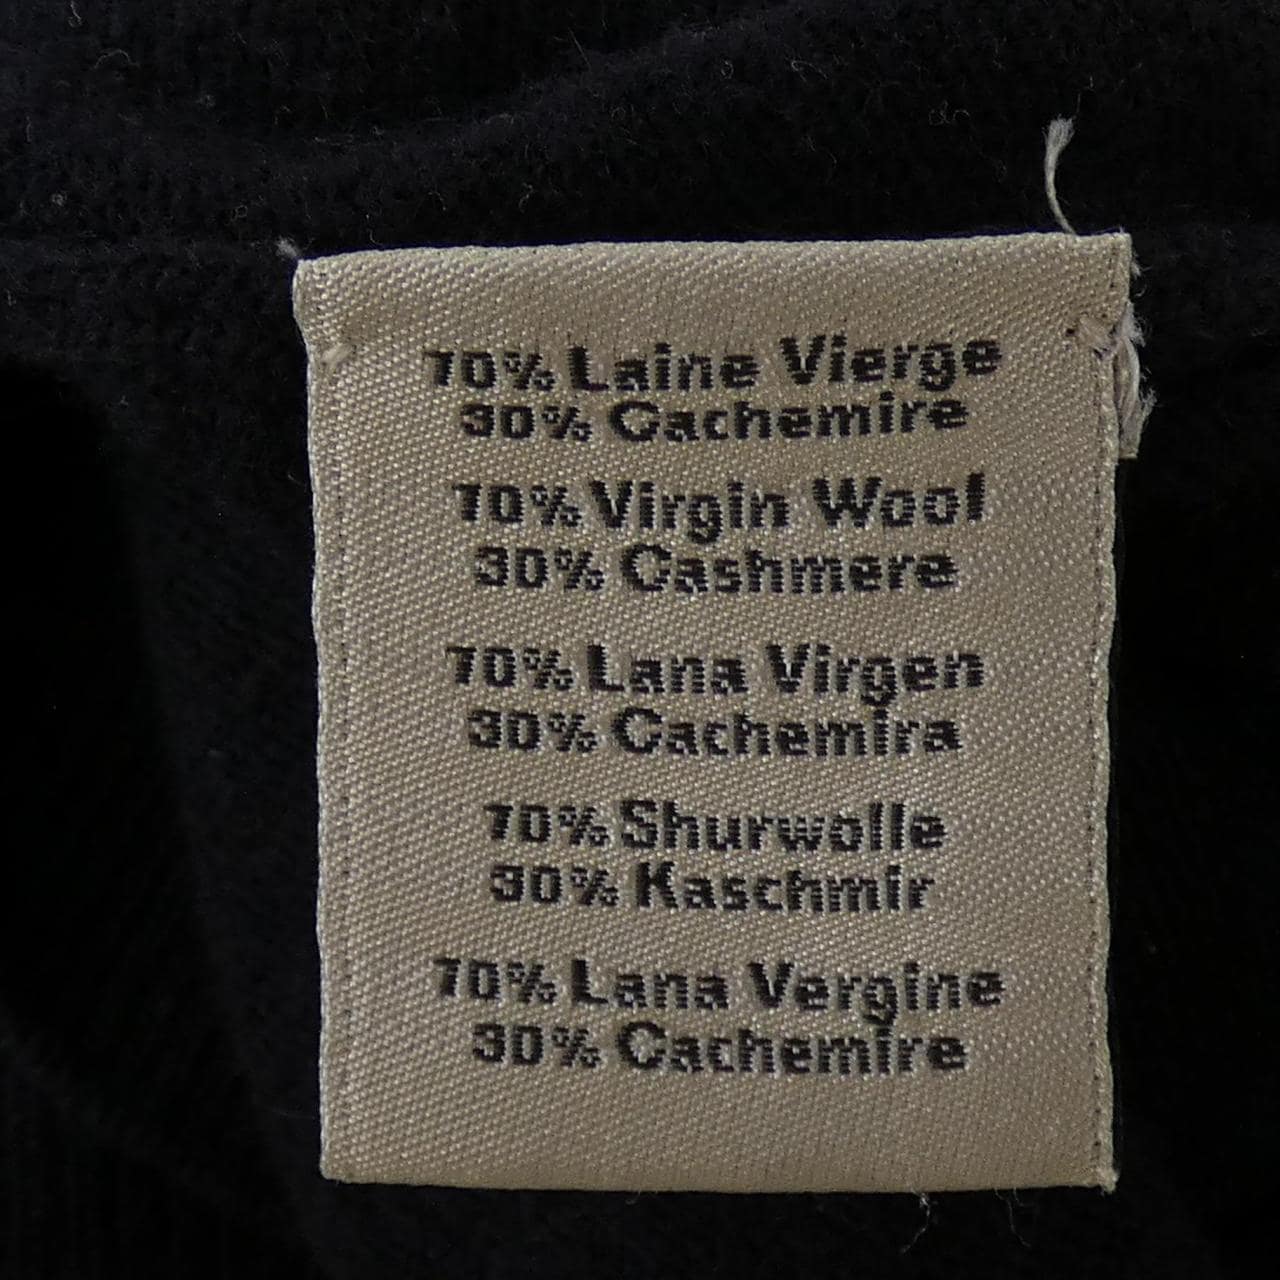 70% Laine Vierge
30% Cachemire
70% Virgin Wool
30% Cashmere
70% Lana Virgen
30% Cachemira
70% Shurwolle
30% Kaschmir
70% Lana Vergine
30% Cachemire